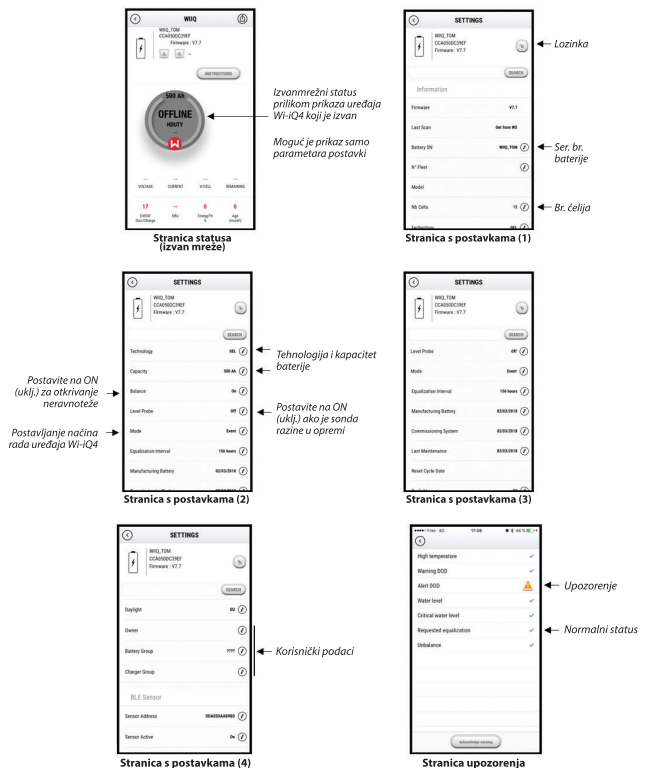 WIIQ
WIIQ_TOM
CCA050DC39EF
Firmware : V7.7
--
INSTRUCTIONS
500 Ah
OFFLINE
HDUTY
--
-- -- -- --
VOLTAGE CURRENT V/CELL REMAINING
17 -- 0 0
EVENT EBU Energy Th Age
Disc/Charge % (month)
Izvanmrežni status
prilikom prikaza uređaja
Wi-iQ4 koji je izvan
Moguć je prikaz samo
parametara postavki
Stranica statusa
(izvan mreže)
SETTINGS
WIIQ_TOM
CCA050DC39EF
Firmware : V7.7
Lozinka
SEARCH
Information
Firmware V7.7
Last Scan Get from WS
Battery SN WIIQ_TOM
Ser. br.
baterije
N° Fleet
Model
Nb Cells 12
Br. ćelija
Technology GEL
Stranica s postavkama (1)
SETTINGS
WIIQ_TOM
CCA050DC39EF
Firmware : V7.7
SEARCH
Technology GEL
Capacity 500 Ah
Balance On
Level Probe Off
Mode Event
Equalization Interval 156 hours
Manufacturing Battery 02/03/2018
Tehnologija i kapacitet
baterije
Postavite na ON
(uklj.) za otkrivanje
neravnoteže
Postavite na ON
(uklj.) ako je sonda
razine u opremi
Postavljanje načina
rada uređaja Wi-iQ4
Stranica s postavkama (2)
SETTINGS
WIIQ_TOM
CCA050DC39EF
Firmware : V7.7
SEARCH
Level Probe Off
Mode Event
Equalization Interval 156 hours
Manufacturing Battery 02/03/2018
Commissioning System 02/03/2018
Last Maintenance 02/03/2018
Reset Cycle Date
Stranica s postavkama (3)
SETTINGS
WIIQ_TOM
CCA050DC39EF
Firmware : V7.7
SEARCH
Daylight EU
Owner
Battery Group ????
Charger Group
Korisnički podaci
BLE Sensor
Sensor Address
Sensor Active On
Stranica s postavkama (4)
Free 4G 17:06 46 %
High temperature
Warning DOD
Alert DOD
Water level
Critical water level
Requested equalization
Unbalance
Acknowledge warning
Upozorenje
Normalni status
Stranica upozorenja